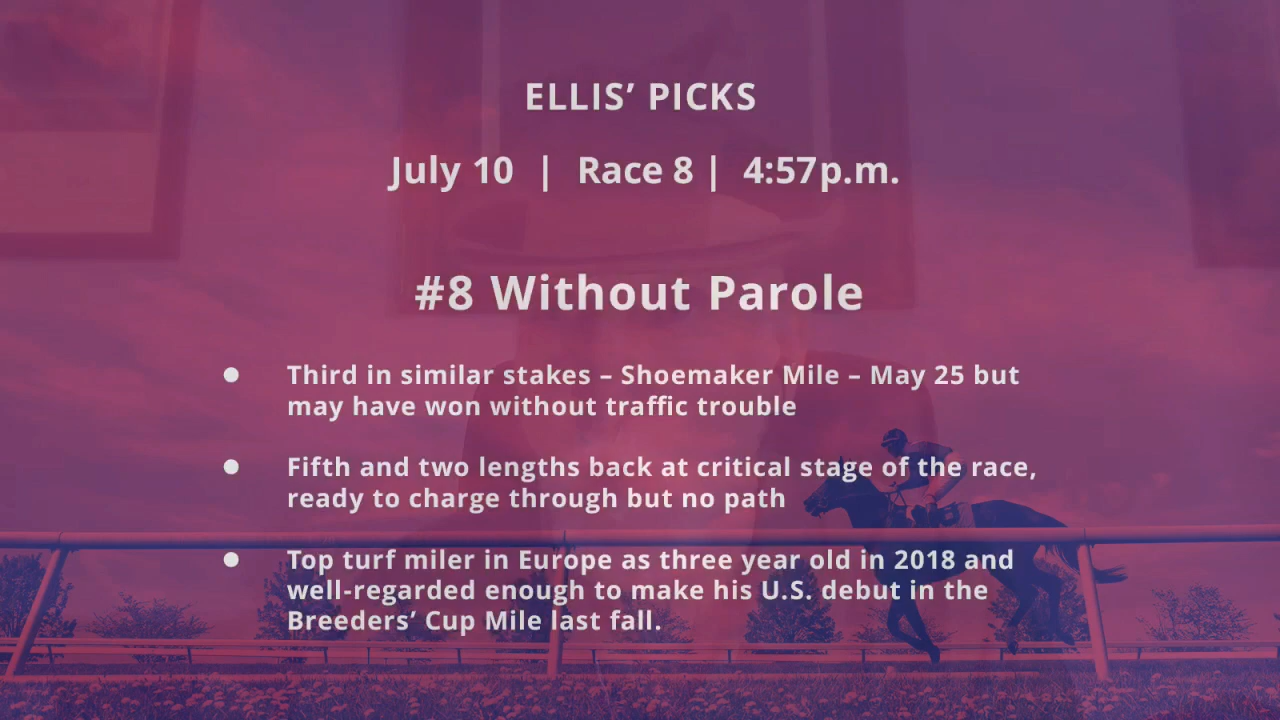 ELLIS’ PICKS
July 10 | Race 8 | 4:57p.m.
#8 Without Parole
● Third in similar stakes – Shoemaker Mile – May 25 but
may have won without traffic trouble
● Fifth and two lengths back at critical stage of the race,
ready to charge through but no path
● Top turf miler in Europe as three year old in 2018 and
well-regarded enough to make his U.S. debut in the
Breeders’ Cup Mile last fall.